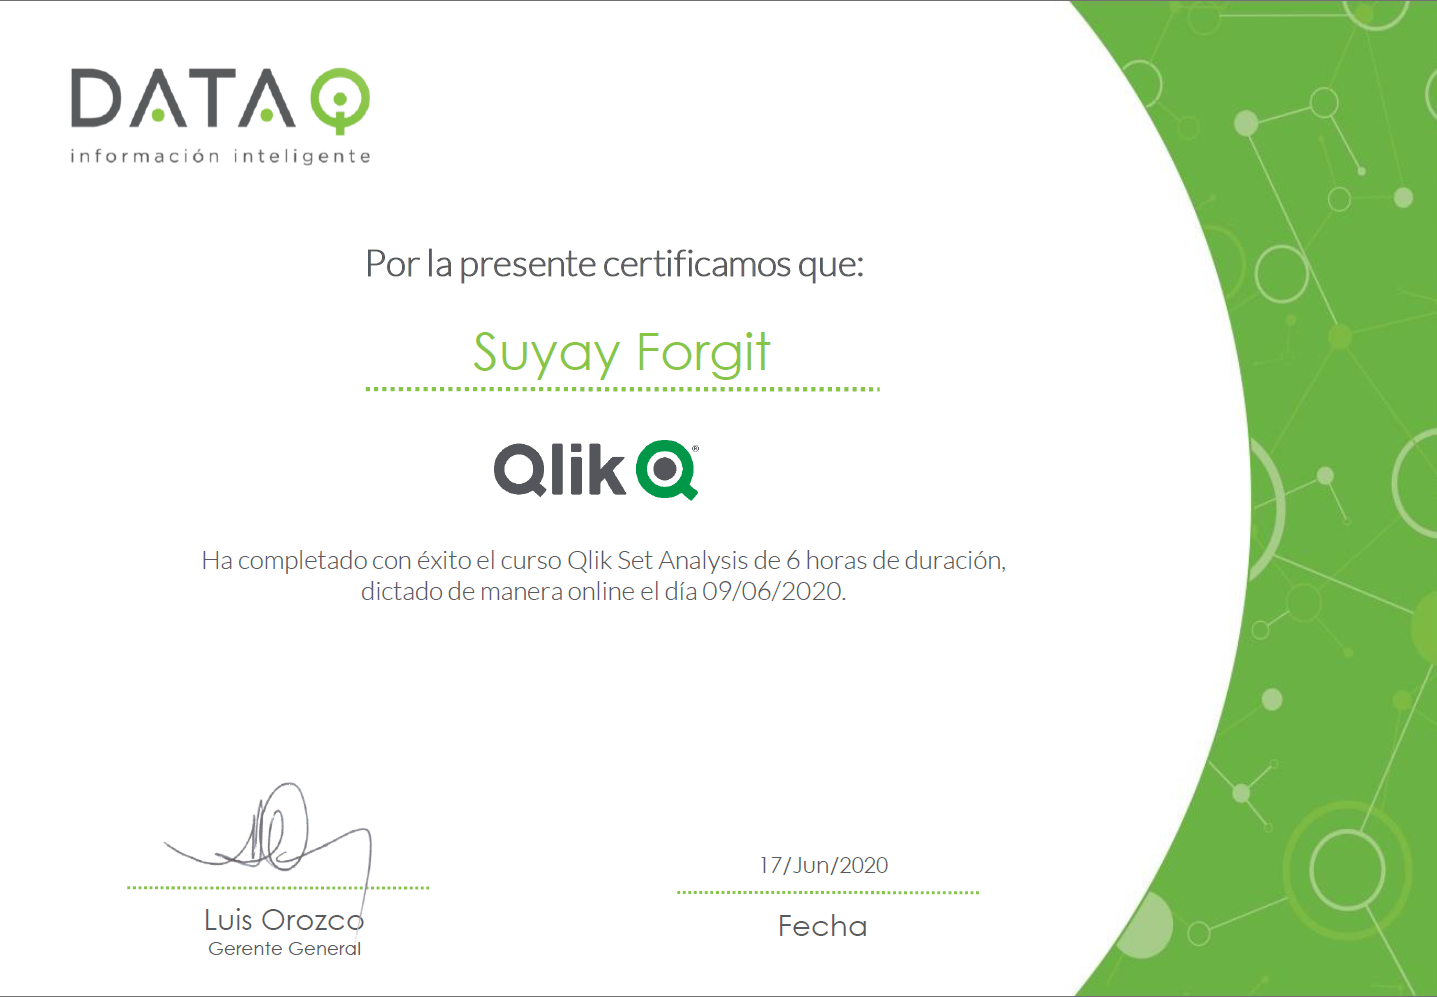 DATA Q
información inteligente
Por la presente certificamos que:
Suyay Forgit
Qlik Q®
Ha completado con éxito el curso Qlik Set Analysis de 6 horas de duración,
dictado de manera online el día 09/06/2020.
17/Jun/2020
Luis Orozco
Gerente General
Fecha